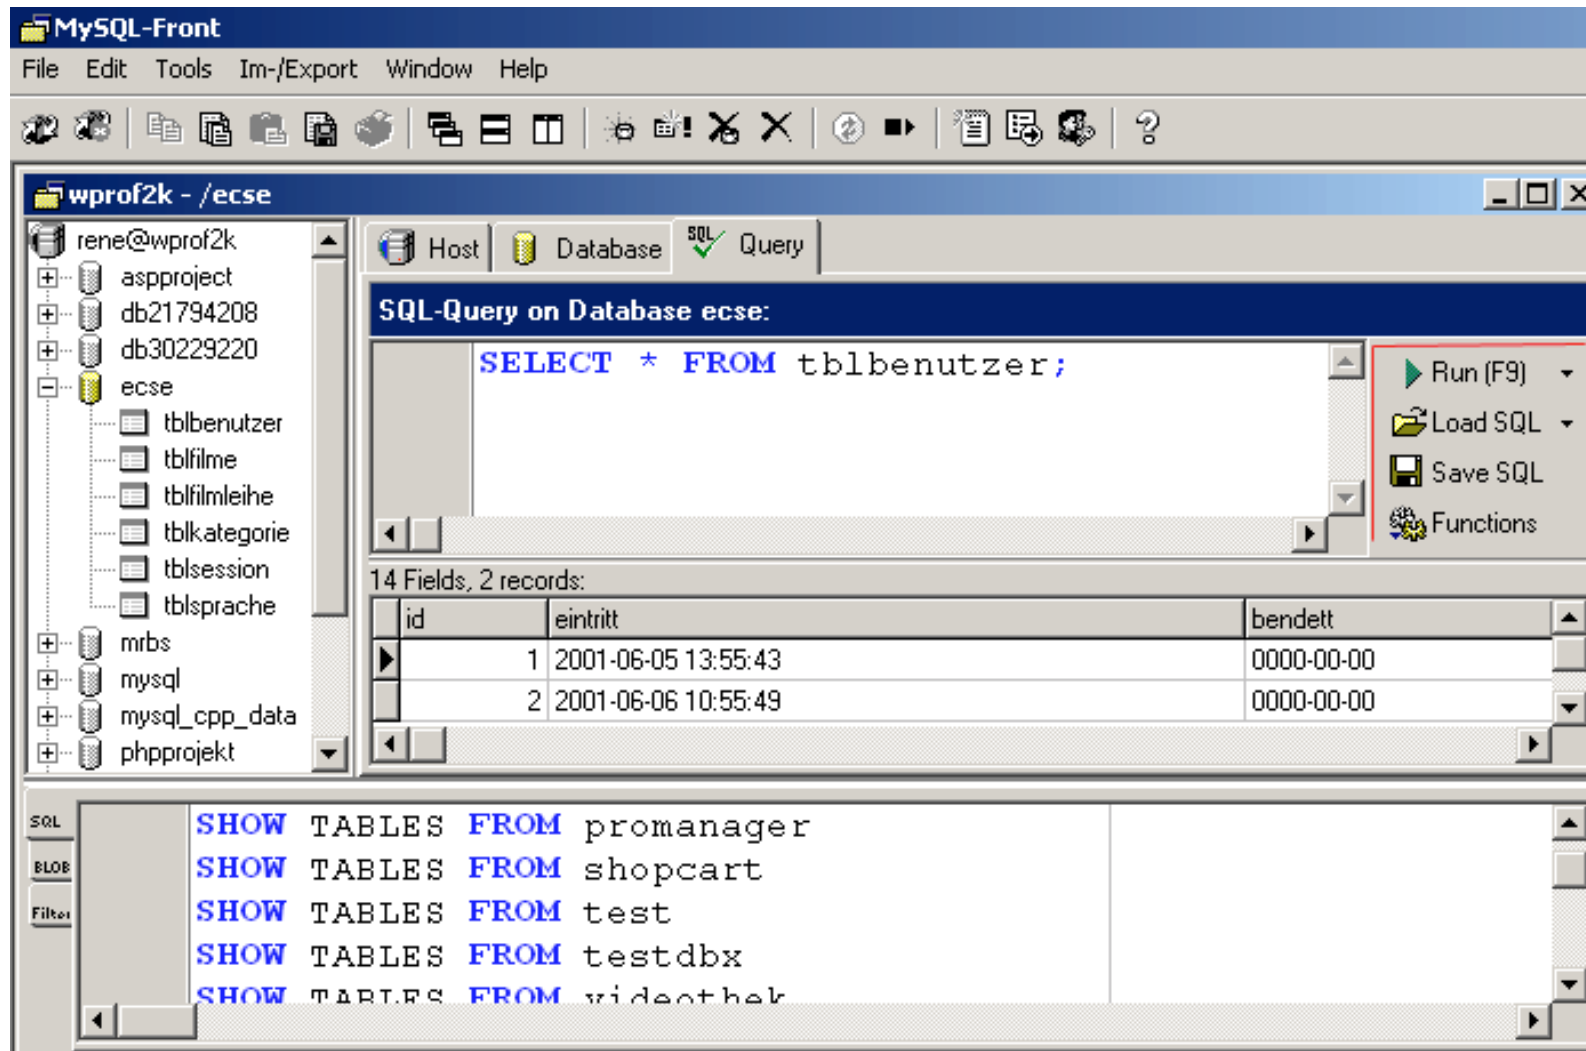 MySQL-Front
File Edit Tools Im-/Export Window Help
wprof2k - /ecse
rene@wprof2k
aspproject
db21794208
db30229220
ecse
tblbenutzer
tblfilme
tblfilmleihe
tblkategorie
tblsession
tblsprache
mrbs
mysql
mysql_cpp_data
phpprojekt
Host Database SQL Query
SQL-Query on Database ecse:
SELECT * FROM tblbenutzer;
Run (F9)
Load SQL
Save SQL
Functions
14 Fields, 2 records:
id eintritt bendett
1 2001-06-05 13:55:43 0000-00-00
2 2001-06-06 10:55:49 0000-00-00
SQL
BLOB
Filter
SHOW TABLES FROM promanager
SHOW TABLES FROM shopcart
SHOW TABLES FROM test
SHOW TABLES FROM testdbx
SHOW TABLES FROM videothek